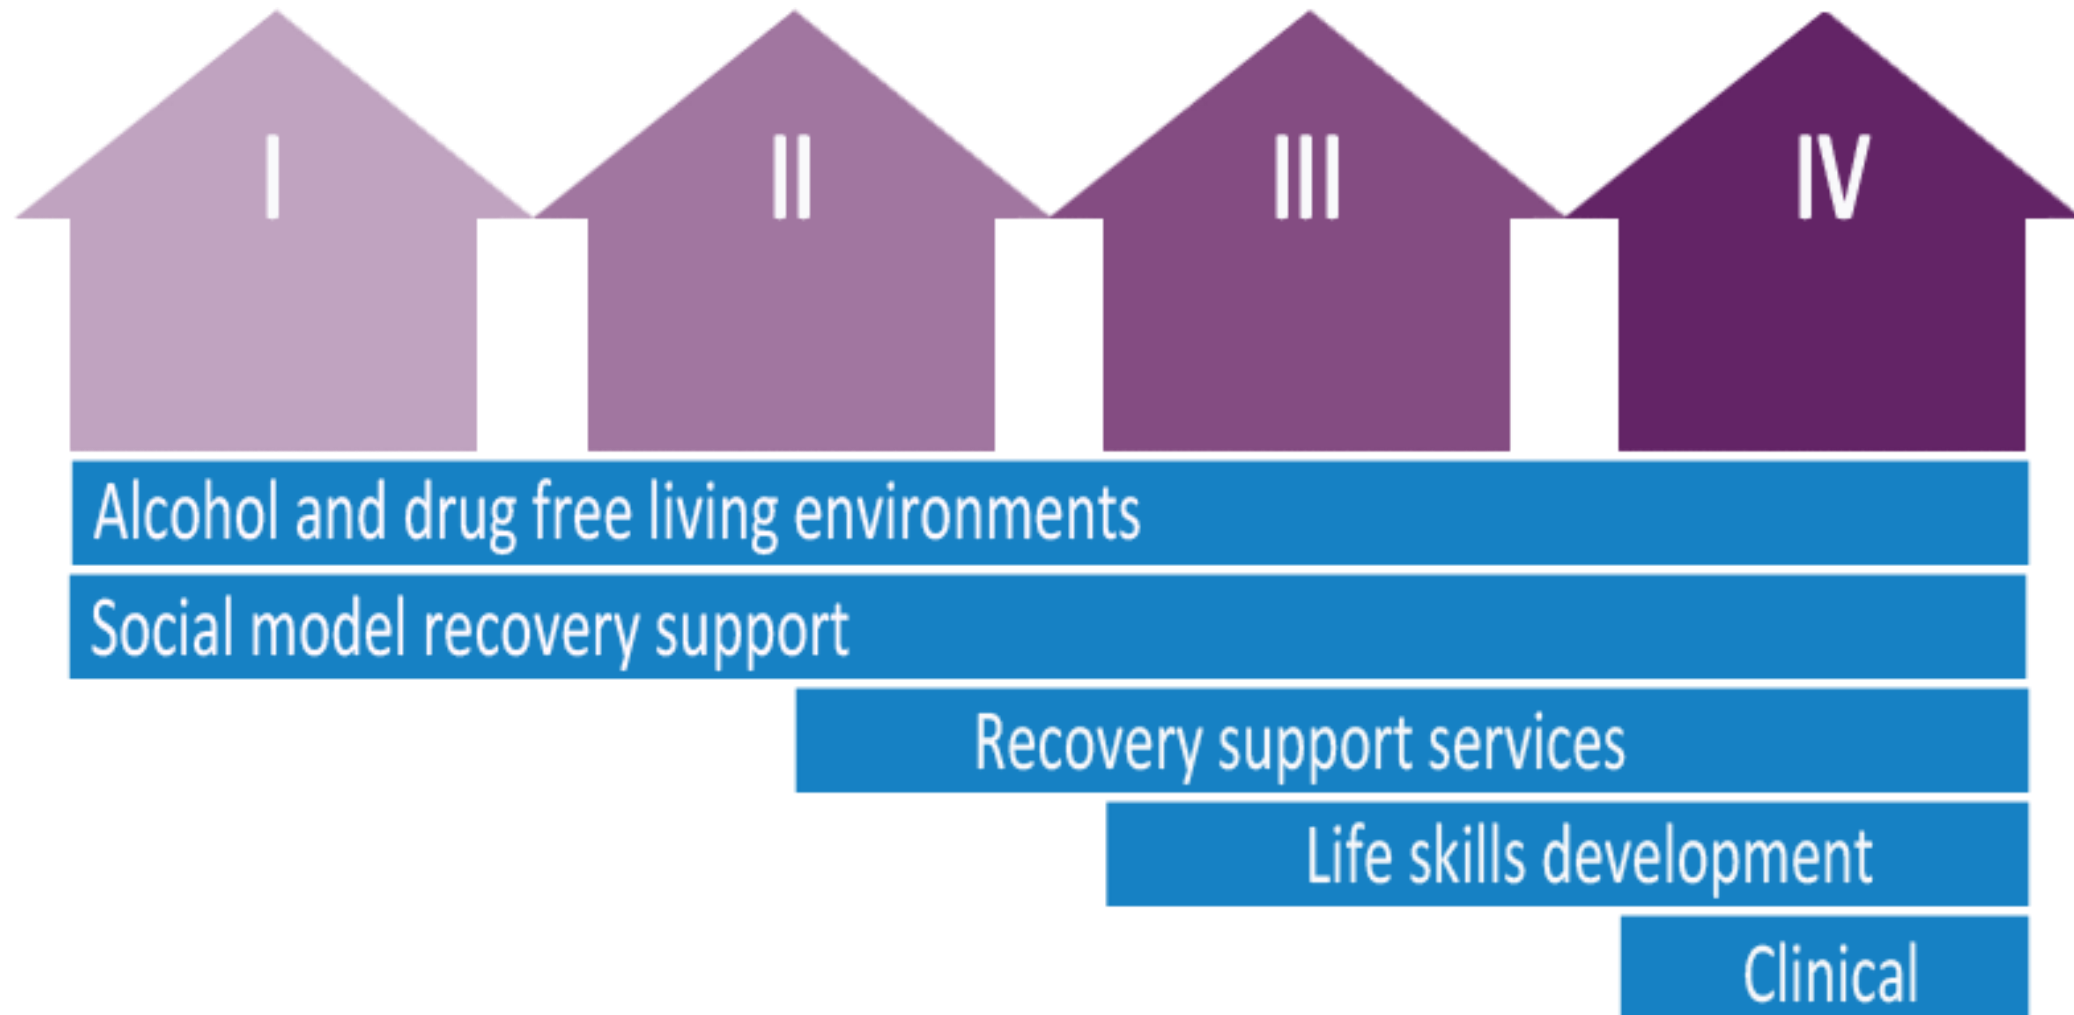 I II III IV
Alcohol and drug free living environments
Social model recovery support
Recovery support services
Life skills development
Clinical